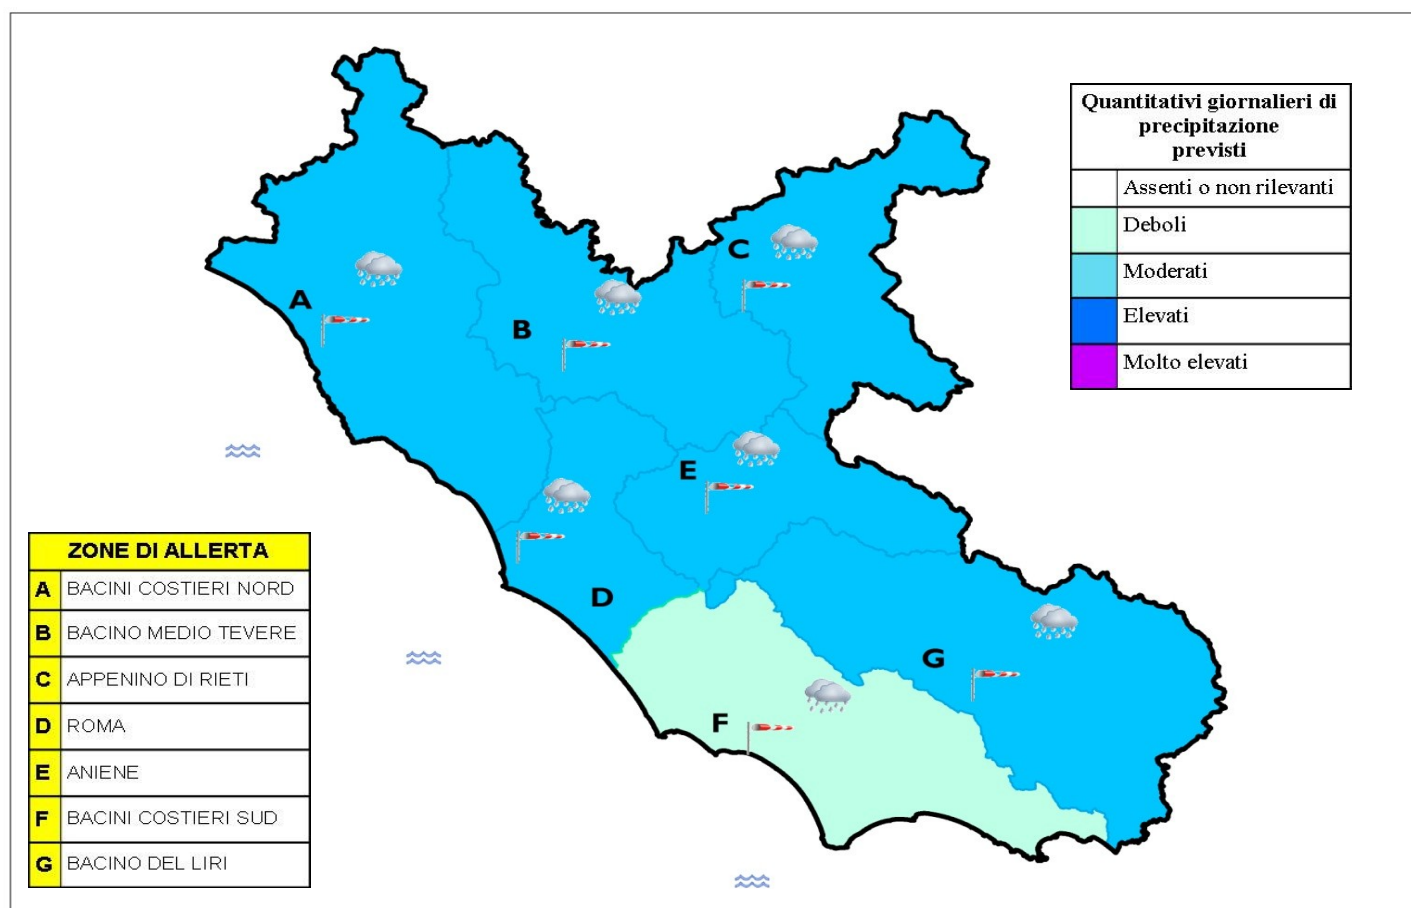 Quantitativi giornalieri di
precipitazione
previsti
Assenti o non rilevanti
Deboli
Moderati
Elevati
Molto elevati
C
A
B
E
D
G
F
ZONE DI ALLERTA
A BACINI COSTIERI NORD
B BACINO MEDIO TEVERE
C APPENINO DI RIETI
D ROMA
E ANIENE
F BACINI COSTIERI SUD
G BACINO DEL LIRI